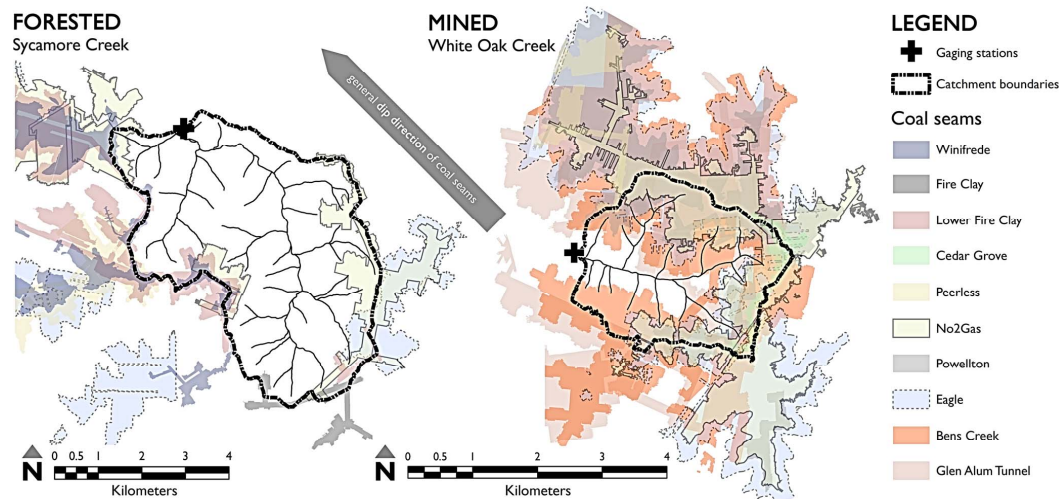 FORESTED
Sycamore Creek
general dip direction of coal seams
N
0 0.5 1 2 3 4
Kilometers
MINED
White Oak Creek
N
0 0.5 1 2 3 4
Kilometers
LEGEND
Gaging stations
Catchment boundaries
Coal seams
Winifrede
Fire Clay
Lower Fire Clay
Cedar Grove
Peerless
No2Gas
Powellton
Eagle
Bens Creek
Glen Alum Tunnel